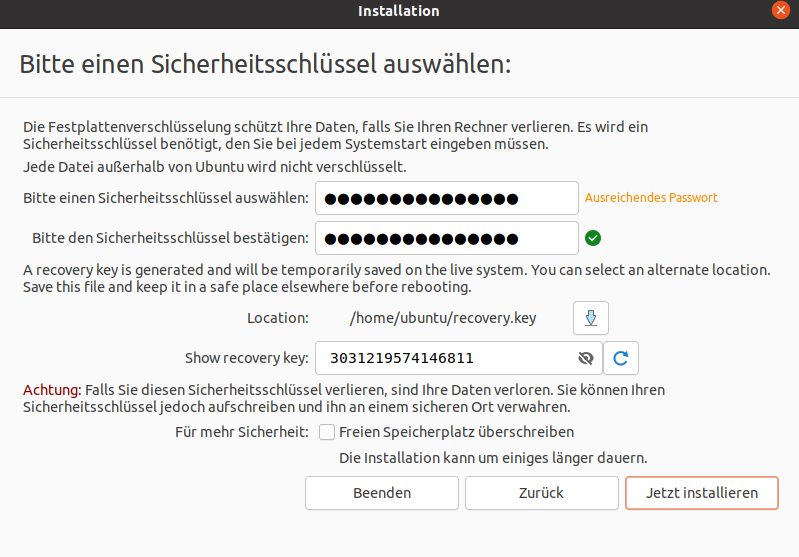 Installation
Bitte einen Sicherheitsschlüssel auswählen:
Die Festplattenverschlüsselung schützt Ihre Daten, falls Sie Ihren Rechner verlieren. Es wird ein
Sicherheitsschlüssel benötigt, den Sie bei jedem Systemstart eingeben müssen.
Jede Datei außerhalb von Ubuntu wird nicht verschlüsselt.
Bitte einen Sicherheitsschlüssel auswählen: ●●●●●●●●●●●●●●● Ausreichendes Passwort
Bitte den Sicherheitsschlüssel bestätigen: ●●●●●●●●●●●●●●●
A recovery key is generated and will be temporarily saved on the live system. You can select an alternate location.
Save this file and keep it in a safe place elsewhere before rebooting.
Location: /home/ubuntu/recovery.key
Show recovery key: 3031219574146811
Achtung: Falls Sie diesen Sicherheitsschlüssel verlieren, sind Ihre Daten verloren. Sie können Ihren
Sicherheitsschlüssel jedoch aufschreiben und ihn an einem sicheren Ort verwahren.
Für mehr Sicherheit: Freien Speicherplatz überschreiben
Die Installation kann um einiges länger dauern.
Beenden Zurück Jetzt installieren